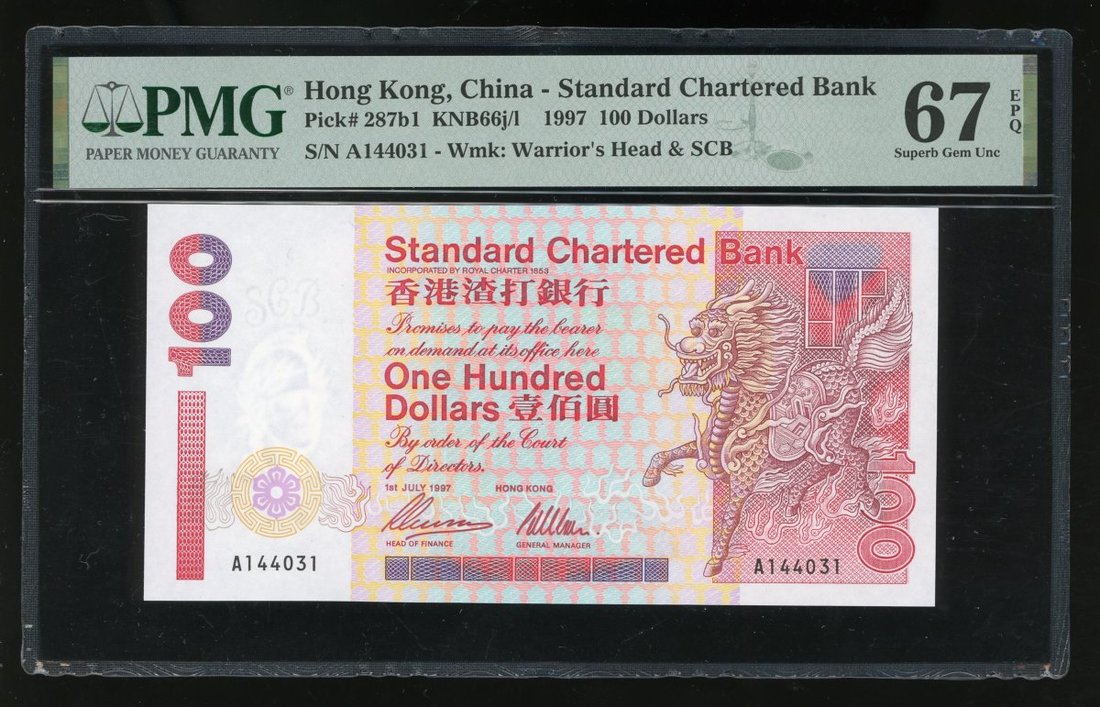 PMG®
PAPER MONEY GUARANTY
Hong Kong, China - Standard Chartered Bank
Pick# 287b1 KNB66j/l 1997 100 Dollars
S/N A144031 - Wmk: Warrior's Head & SCB
67
EPQ
Superb Gem Unc
100
SCB
Standard Chartered Bank
INCORPORATED BY ROYAL CHARTER 1853
香港渣打銀行
Promises to pay the bearer
on demand at its office here
One Hundred
Dollars 壹佰圓
By order of the Court
of Directors.
1st JULY 1997 HONG KONG
HEAD OF FINANCE GENERAL MANAGER
A144031
A144031
100